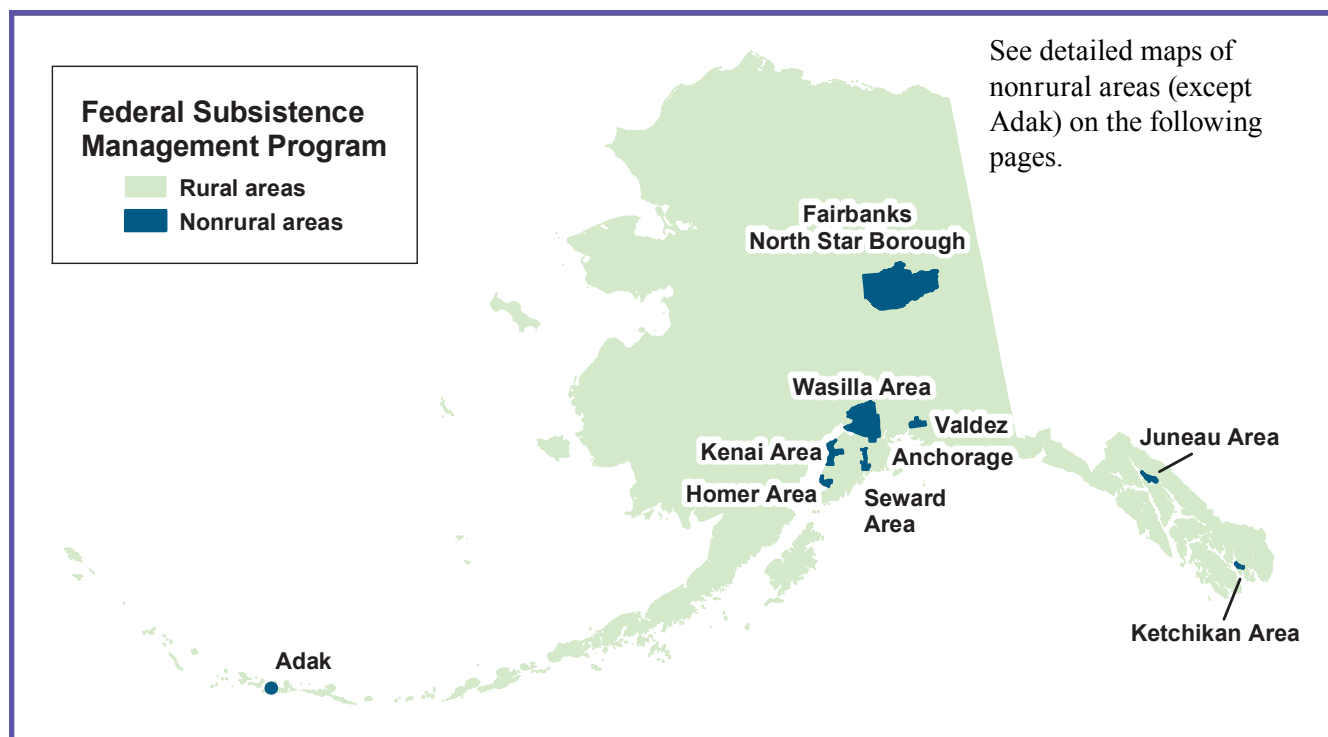 See detailed maps of
nonrural areas (except
Adak) on the following
pages.
Federal Subsistence
Management Program
Rural areas
Nonrural areas
Fairbanks
North Star Borough
Wasilla Area
Valdez
Kenai Area
Anchorage
Homer Area
Seward
Area
Juneau Area
Ketchikan Area
Adak